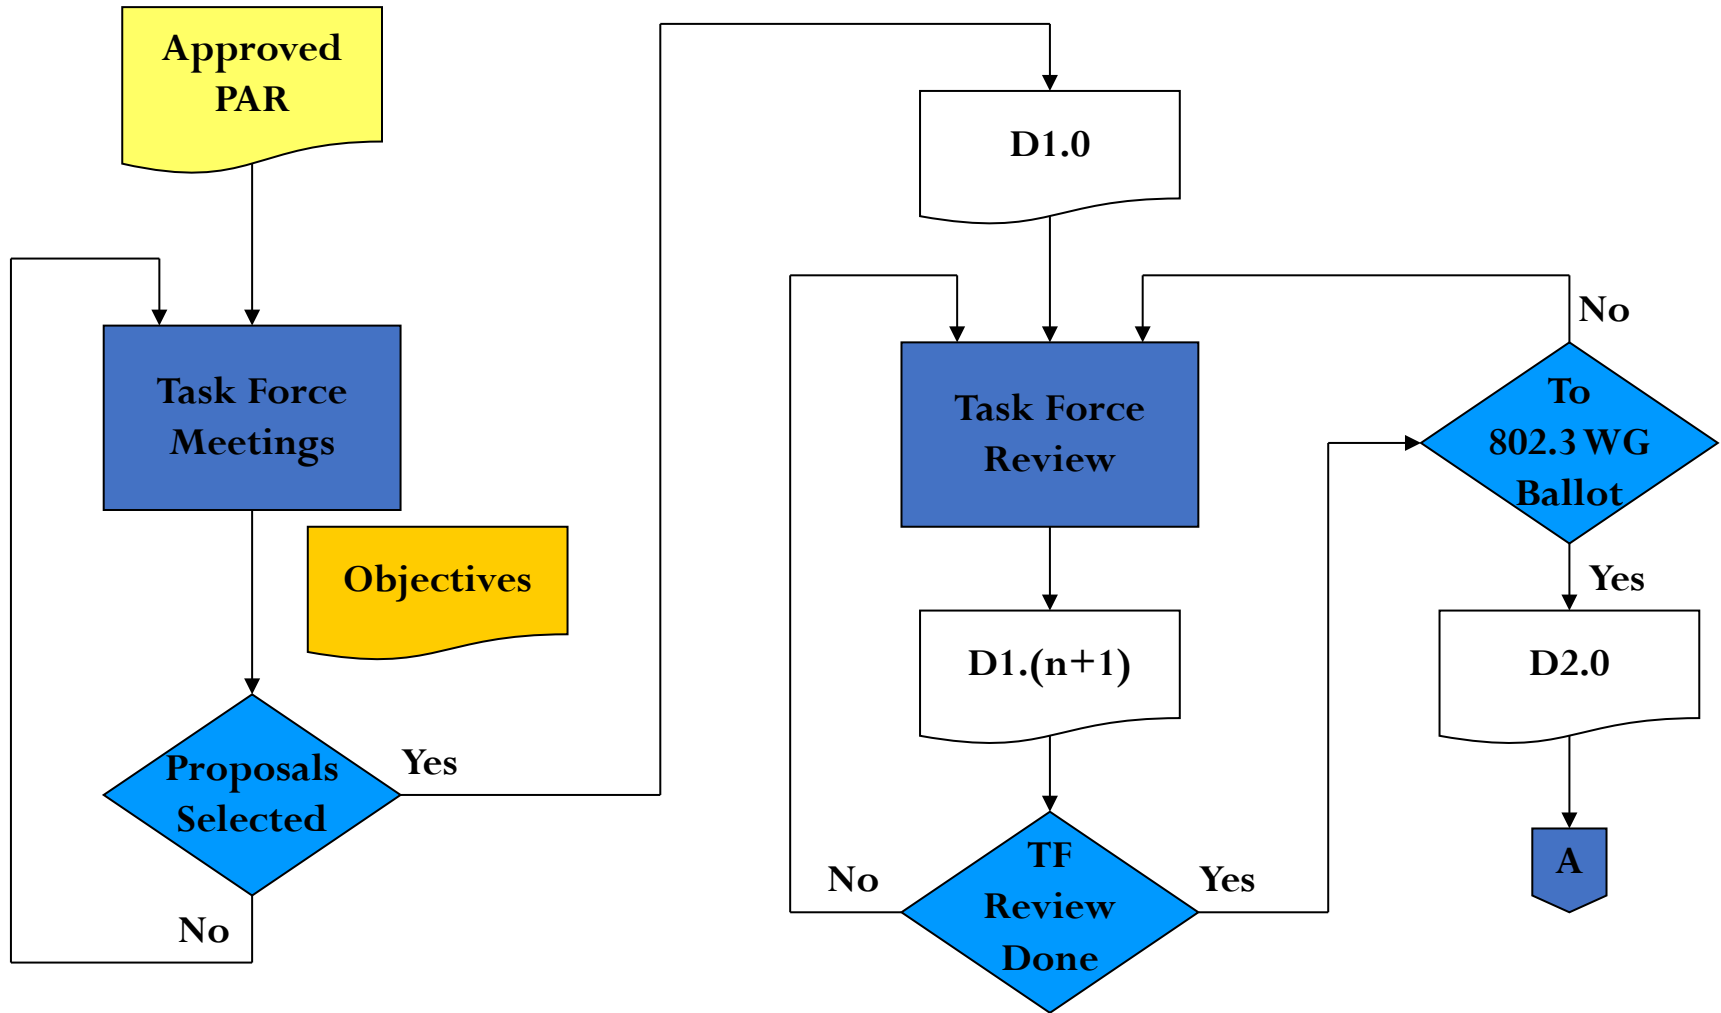 Approved
PAR
Task Force
Meetings
Objectives
Proposals
Selected
Yes
No
D1.0
Task Force
Review
D1.(n+1)
TF
Review
Done
No
Yes
To
802.3 WG
Ballot
No
Yes
D2.0
A